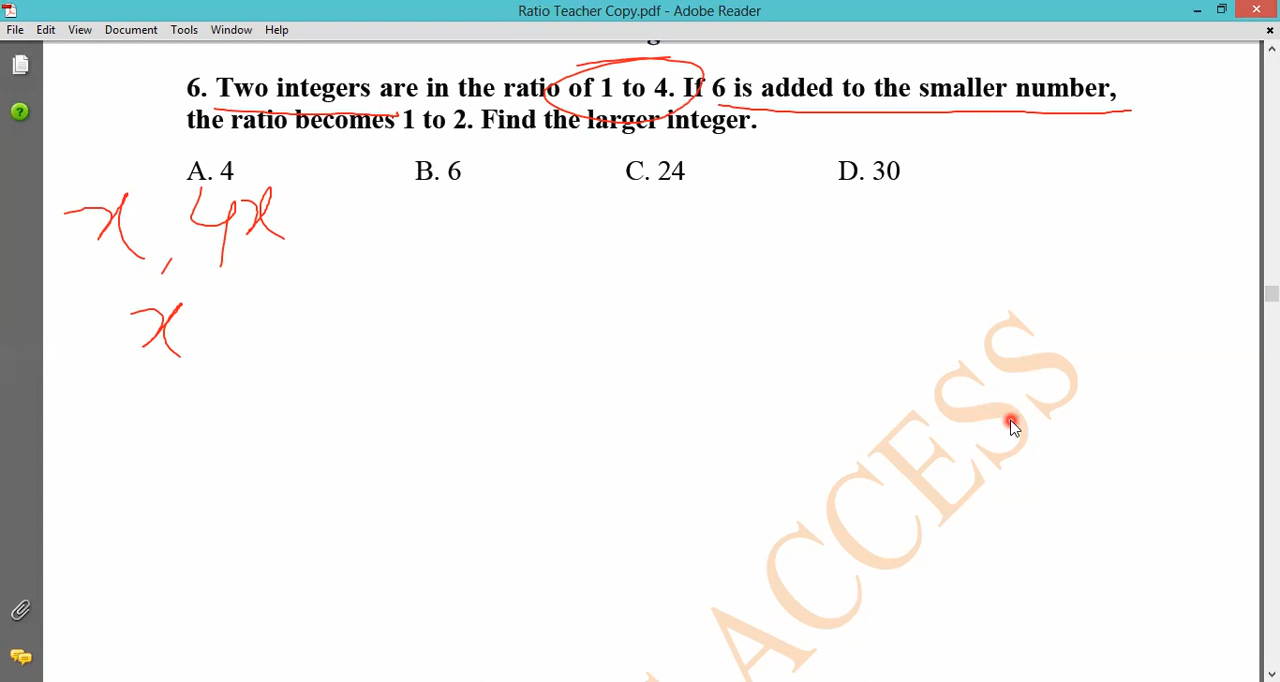 Ratio Teacher Copy.pdf - Adobe Reader
File Edit View Document Tools Window Help
6. Two integers are in the ratio of 1 to 4. If 6 is added to the smaller number,
the ratio becomes 1 to 2. Find the larger integer.
A. 4 B. 6 C. 24 D. 30
x, 4x
x
ACCESS